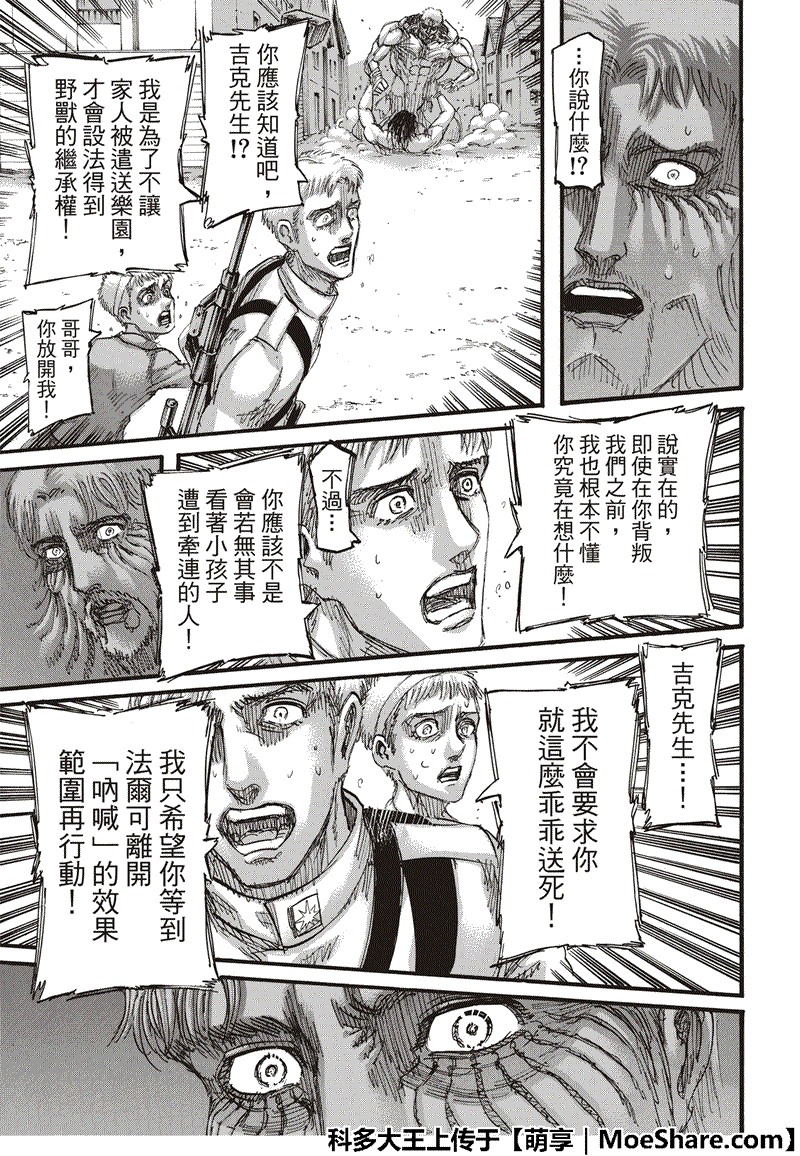 …你說什麼!?
你應該知道吧，
吉克先生!?
我是為了不讓
家人被遣送樂園，
才會設法得到
野獸的繼承權！
哥哥，
你放開我！
說實在的，
即使在你背叛
我們之前，
我也根本不懂
你究竟在想什麼！
不過…
你應該不是
會若無其事
看著小孩子
遭到牽連的人！
吉克先生…！
我不會要求你
就這麼乖乖送死！
我只希望你等到
法爾可離開
「吶喊」的效果
範圍再行動！
科多大王上传于【萌享 | MoeShare.com】